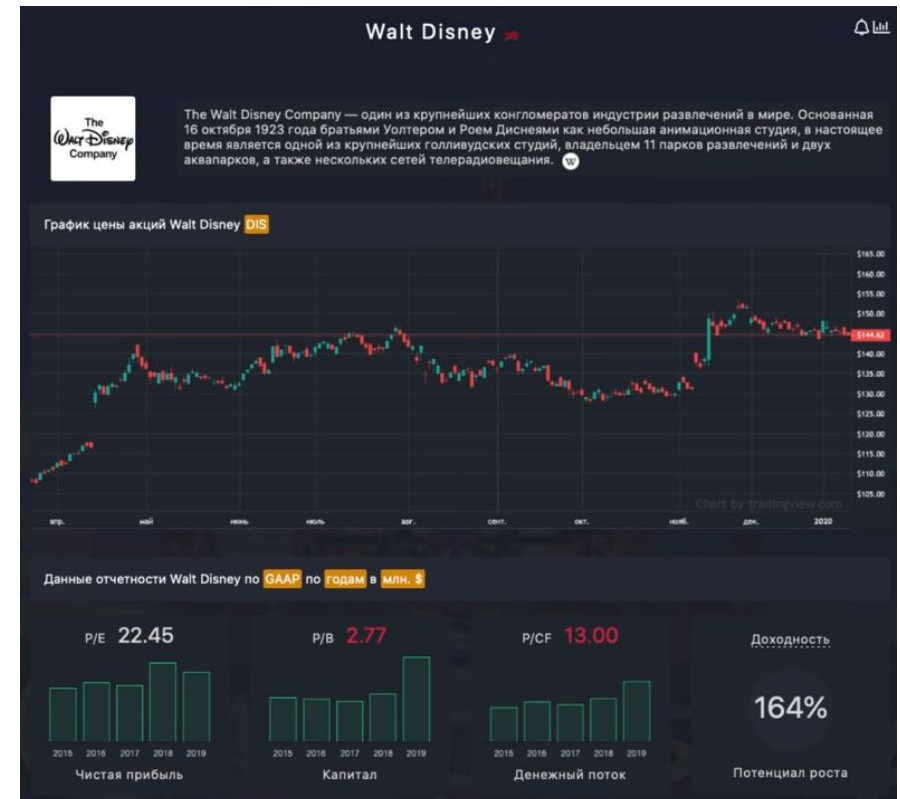 Walt Disney
The
WALT DISNEY
Company
The Walt Disney Company — один из крупнейших конгломератов индустрии развлечений в мире. Основанная
16 октября 1923 года братьями Уолтером и Роем Диснеями как небольшая анимационная студия, в настоящее
время является одной из крупнейших голливудских студий, владельцем 11 парков развлечений и двух
аквапарков, а также нескольких сетей телерадиовещания. W
График цены акций Walt Disney DIS
$165.00
$160.00
$155.00
$150.00
$144.62
$140.00
$135.00
$130.00
$125.00
$120.00
$115.00
$110.00
$105.00
Chart by tradingview.com
апр. май июнь июль авг. сент. окт. нояб. дек. 2020
Данные отчетности Walt Disney по GAAP по годам в млн. $
P/E 22.45
2015 2016 2017 2018 2019
Чистая прибыль
P/B 2.77
2015 2016 2017 2018 2019
Капитал
P/CF 13.00
2015 2016 2017 2018 2019
Денежный поток
Доходность
164%
Потенциал роста